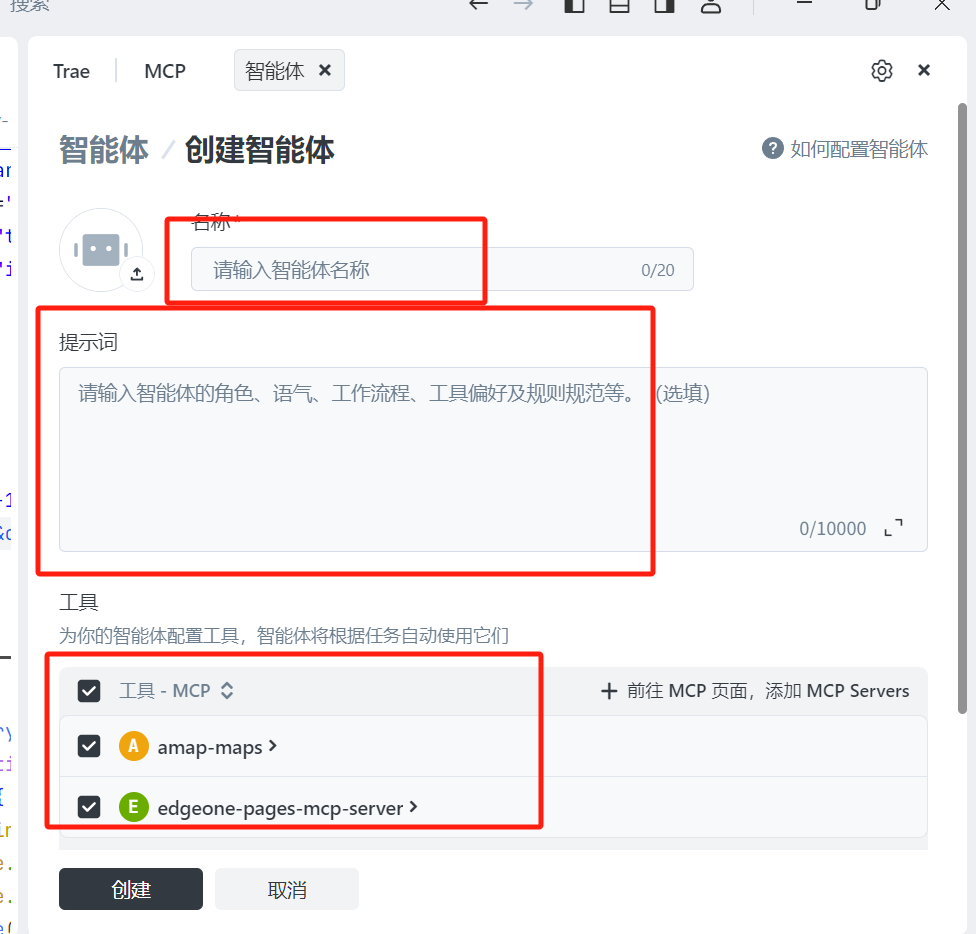 搜索
Trae
MCP
智能体
智能体 / 创建智能体
如何配置智能体
名称
请输入智能体名称
0/20
提示词
请输入智能体的角色、语气、工作流程、工具偏好及规则规范等。 (选填)
0/10000
工具
为你的智能体配置工具，智能体将根据任务自动使用它们
工具 - MCP
前往 MCP 页面，添加 MCP Servers
A amap-maps
E edgeone-pages-mcp-server
创建
取消